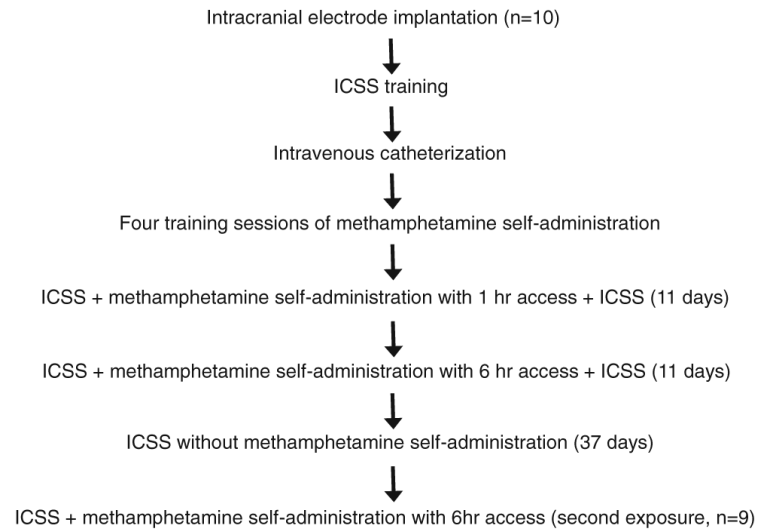 Intracranial electrode implantation (n=10)
ICSS training
Intravenous catheterization
Four training sessions of methamphetamine self-administration
ICSS + methamphetamine self-administration with 1 hr access + ICSS (11 days)
ICSS + methamphetamine self-administration with 6 hr access + ICSS (11 days)
ICSS without methamphetamine self-administration (37 days)
ICSS + methamphetamine self-administration with 6hr access (second exposure, n=9)